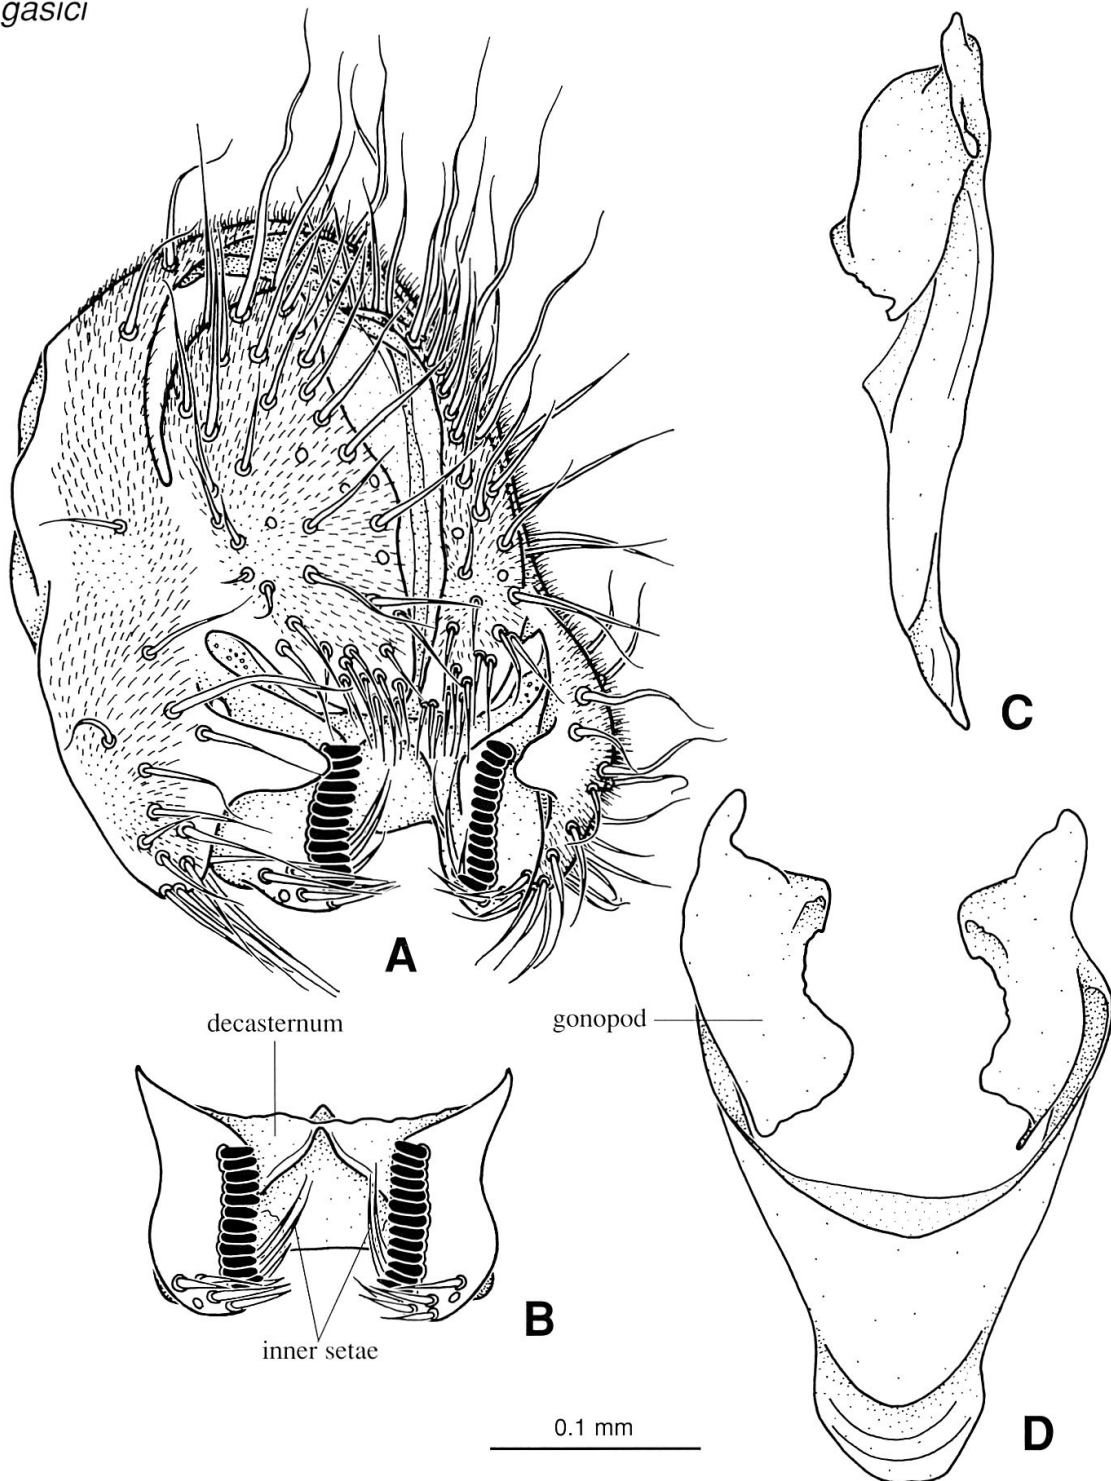 gasici
C
A
decasternum
gonopod
B
inner setae
0.1 mm
D